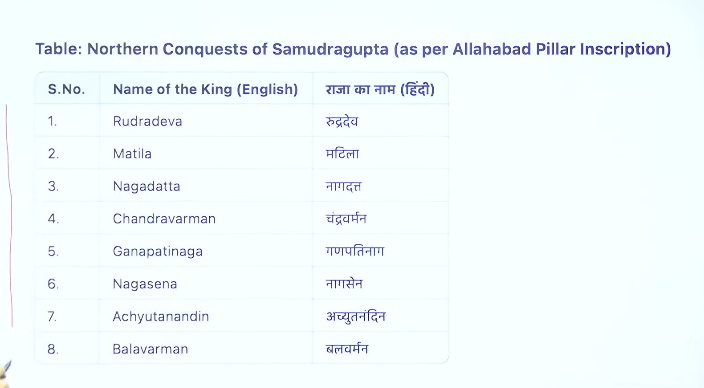 Table: Northern Conquests of Samudragupta (as per Allahabad Pillar Inscription)
S.No. Name of the King (English) राजा का नाम (हिंदी)
1. Rudradeva रुद्रदेव
2. Matila मटिला
3. Nagadatta नागदत्त
4. Chandravarman चंद्रवर्मन
5. Ganapatinaga गणपतिनाग
6. Nagasena नागसेन
7. Achyutanandin अच्युतनंदिन
8. Balavarman बलवर्मन